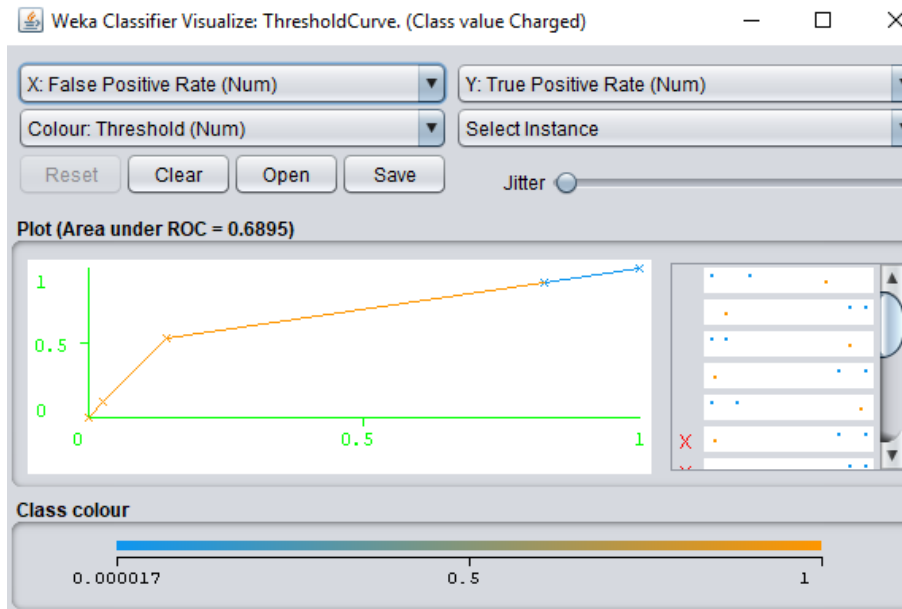 Weka Classifier Visualize: ThresholdCurve. (Class value Charged)
X: False Positive Rate (Num) Y: True Positive Rate (Num)
Colour: Threshold (Num) Select Instance
Reset Clear Open Save Jitter
Plot (Area under ROC = 0.6895)
1
0.5
0
0 0.5 1
X
Class colour
0.000017 0.5 1